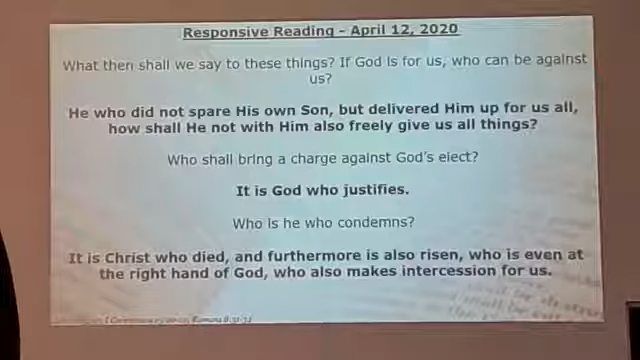 Responsive Reading - April 12, 2020
What then shall we say to these things? If God is for us, who can be against
us?
He who did not spare His own Son, but delivered Him up for us all,
how shall He not with Him also freely give us all things?
Who shall bring a charge against God's elect?
It is God who justifies.
Who is he who condemns?
It is Christ who died, and furthermore is also risen, who is even at
the right hand of God, who also makes intercession for us.